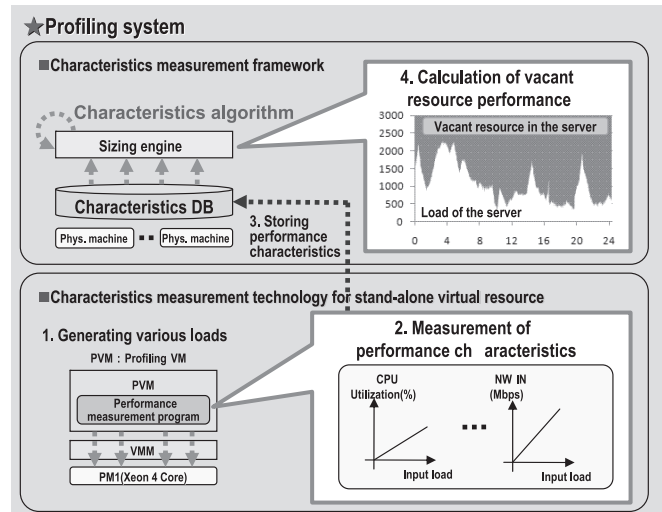 ★Profiling system
■Characteristics measurement framework
Characteristics algorithm
Sizing engine
Characteristics DB
Phys. machine
Phys. machine
3. Storing
performance
characteristics
4. Calculation of vacant
resource performance
3000
2500
2000
1500
1000
500
0
Vacant resource in the server
Load of the server
0 4 8 12 16 20 24
■Characteristics measurement technology for stand-alone virtual resource
1. Generating various loads
PVM : Profiling VM
PVM
Performance
measurement program
VMM
PM1(Xeon 4 Core)
2. Measurement of
performance ch aracteristics
CPU
Utilization(%)
Input load
NW IN
(Mbps)
Input load